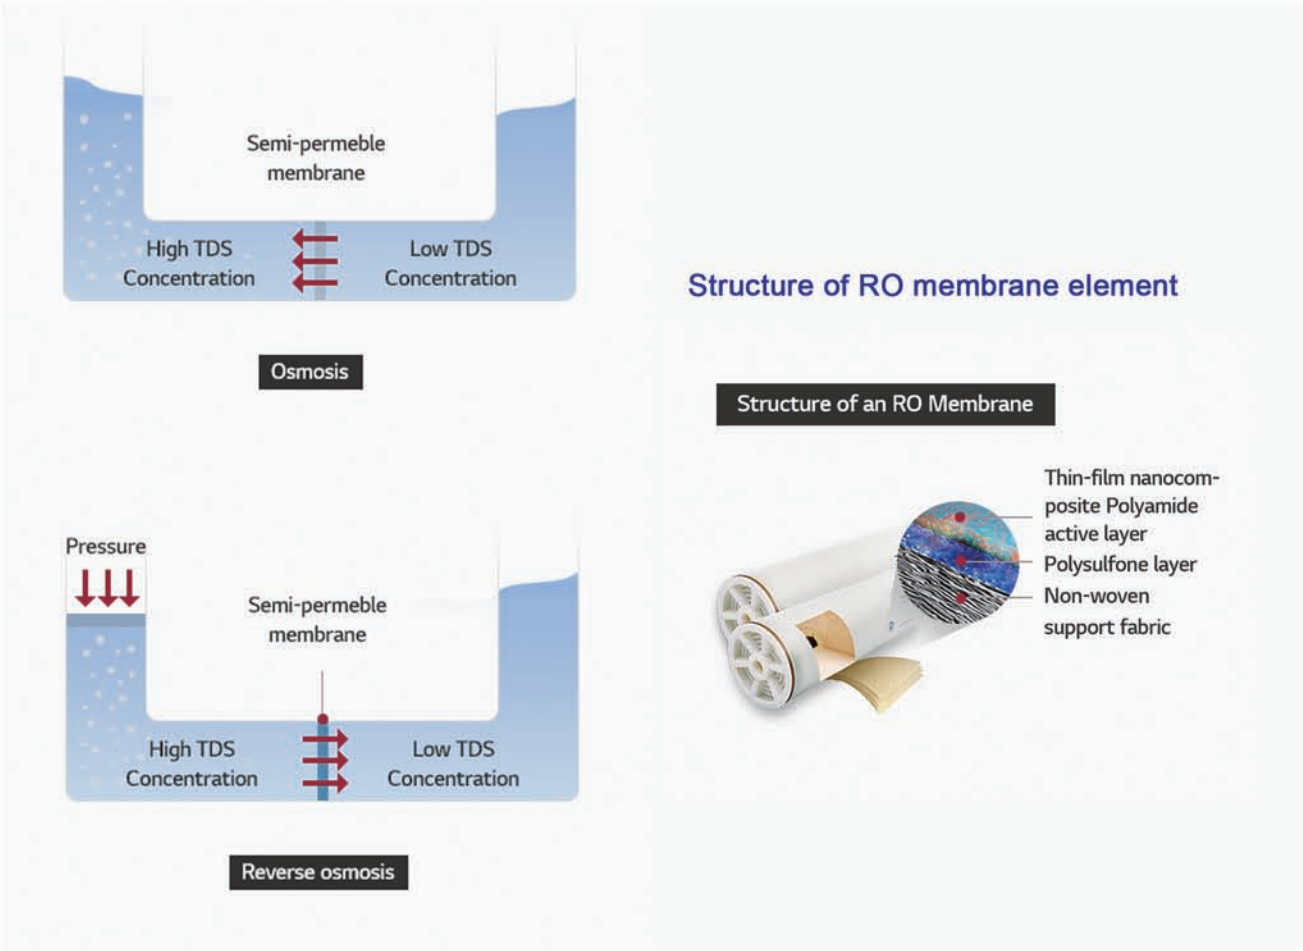 Semi-permeble
membrane
High TDS
Concentration
Low TDS
Concentration
Osmosis
Pressure
Semi-permeble
membrane
High TDS
Concentration
Low TDS
Concentration
Reverse osmosis
Structure of RO membrane element
Structure of an RO Membrane
Thin-film nanocom-
posite Polyamide
active layer
Polysulfone layer
Non-woven
support fabric